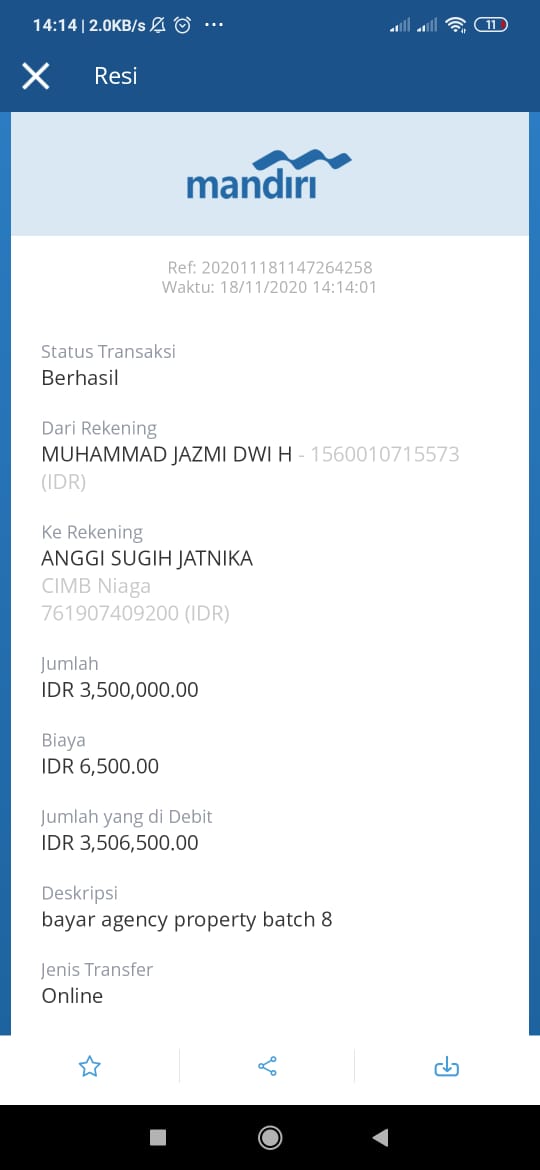 14:14 | 2.0KB/s ...
11
Resi
mandırı
Ref: 202011181147264258
Waktu: 18/11/2020 14:14:01
Status Transaksi
Berhasil
Dari Rekening
MUHAMMAD JAZMI DWI H - 1560010715573
(IDR)
Ke Rekening
ANGGI SUGIH JATNIKA
CIMB Niaga
761907409200 (IDR)
Jumlah
IDR 3,500,000.00
Biaya
IDR 6,500.00
Jumlah yang di Debit
IDR 3,506,500.00
Deskripsi
bayar agency property batch 8
Jenis Transfer
Online